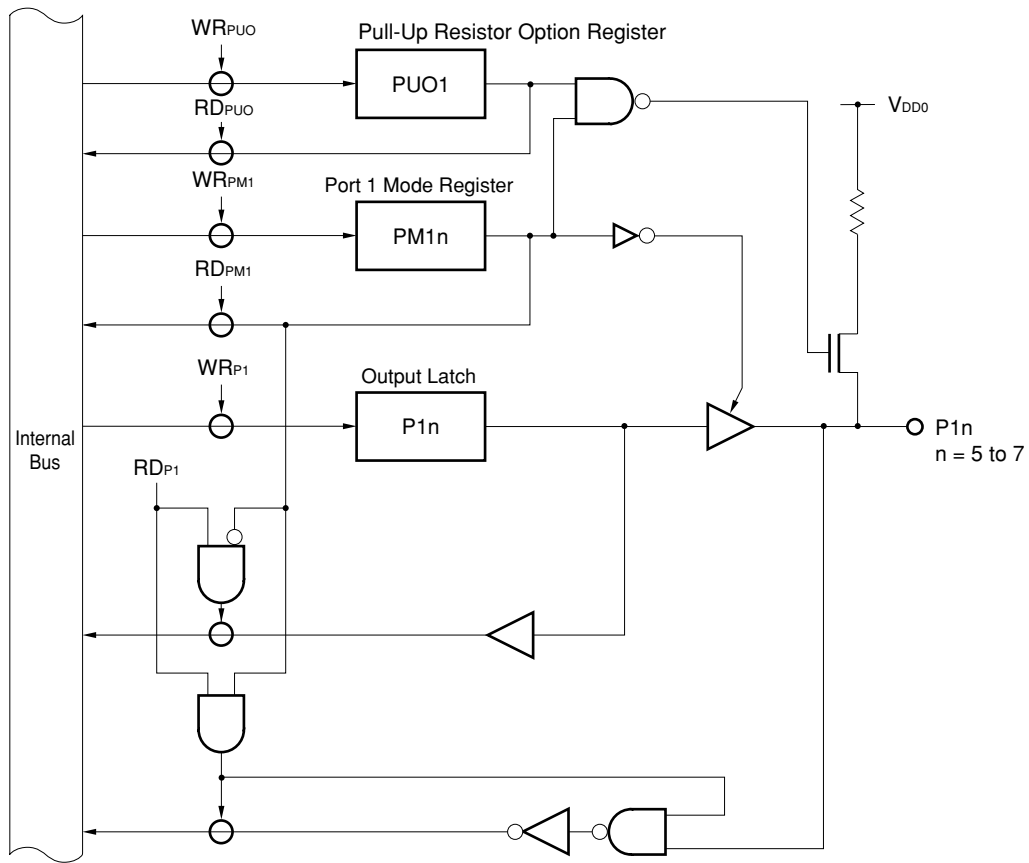 WRPUO
Pull-Up Resistor Option Register
PUO1
RDPUO
VDD0
WRPM1
Port 1 Mode Register
PM1n
RDPM1
WRP1
Output Latch
P1n
Internal
Bus
P1n
n = 5 to 7
RDP1